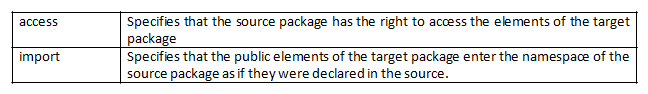 access Specifies that the source package has the right to access the elements of the target
package
import Specifies that the public elements of the target package enter the namespace of the
source package as if they were declared in the source.